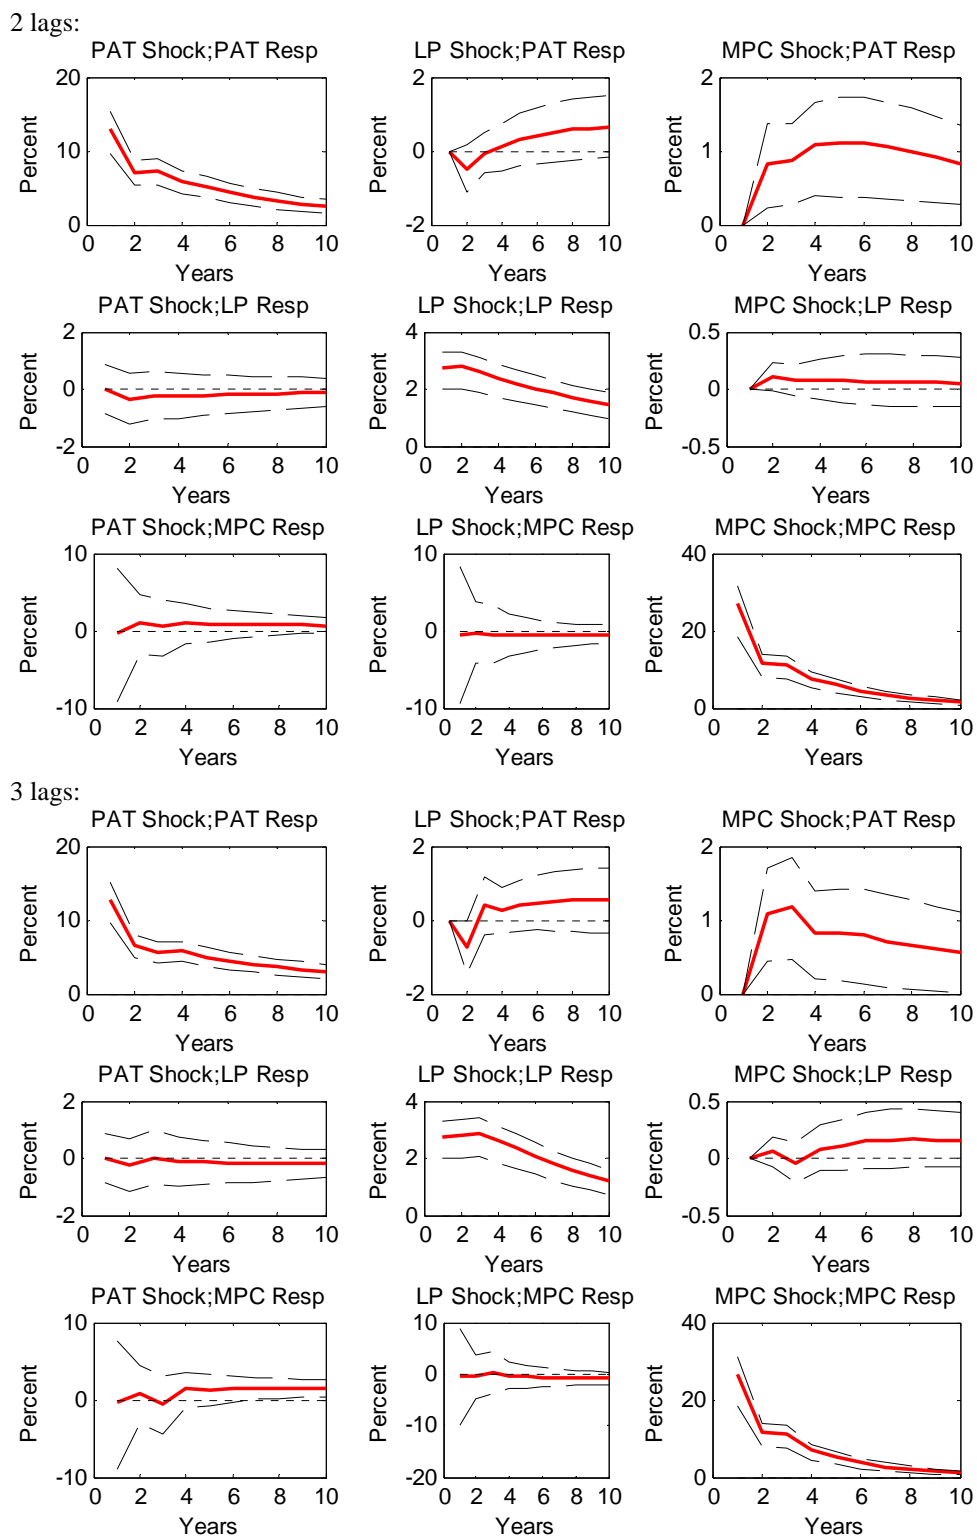 2 lags:
PAT Shock;PAT Resp LP Shock;PAT Resp MPC Shock;PAT Resp
20 2 2
Percent Percent Percent
10 0 1
0 -2 0
0 2 4 6 8 10 0 2 4 6 8 10 0 2 4 6 8 10
Years Years Years
PAT Shock;LP Resp LP Shock;LP Resp MPC Shock;LP Resp
2 4 0.5
Percent Percent Percent
0 2 0
-2 0 -0.5
0 2 4 6 8 10 0 2 4 6 8 10 0 2 4 6 8 10
Years Years Years
PAT Shock;MPC Resp LP Shock;MPC Resp MPC Shock;MPC Resp
10 10 40
Percent Percent Percent
0 0 20
-10 -10 0
0 2 4 6 8 10 0 2 4 6 8 10 0 2 4 6 8 10
Years Years Years
3 lags:
PAT Shock;PAT Resp LP Shock;PAT Resp MPC Shock;PAT Resp
20 2 2
Percent Percent Percent
10 0 1
0 -2 0
0 2 4 6 8 10 0 2 4 6 8 10 0 2 4 6 8 10
Years Years Years
PAT Shock;LP Resp LP Shock;LP Resp MPC Shock;LP Resp
2 4 0.5
Percent Percent Percent
0 2 0
-2 0 -0.5
0 2 4 6 8 10 0 2 4 6 8 10 0 2 4 6 8 10
Years Years Years
PAT Shock;MPC Resp LP Shock;MPC Resp MPC Shock;MPC Resp
10 10 40
Percent Percent Percent
0 0 20
-10
-10 -20 0
0 2 4 6 8 10 0 2 4 6 8 10 0 2 4 6 8 10
Years Years Years